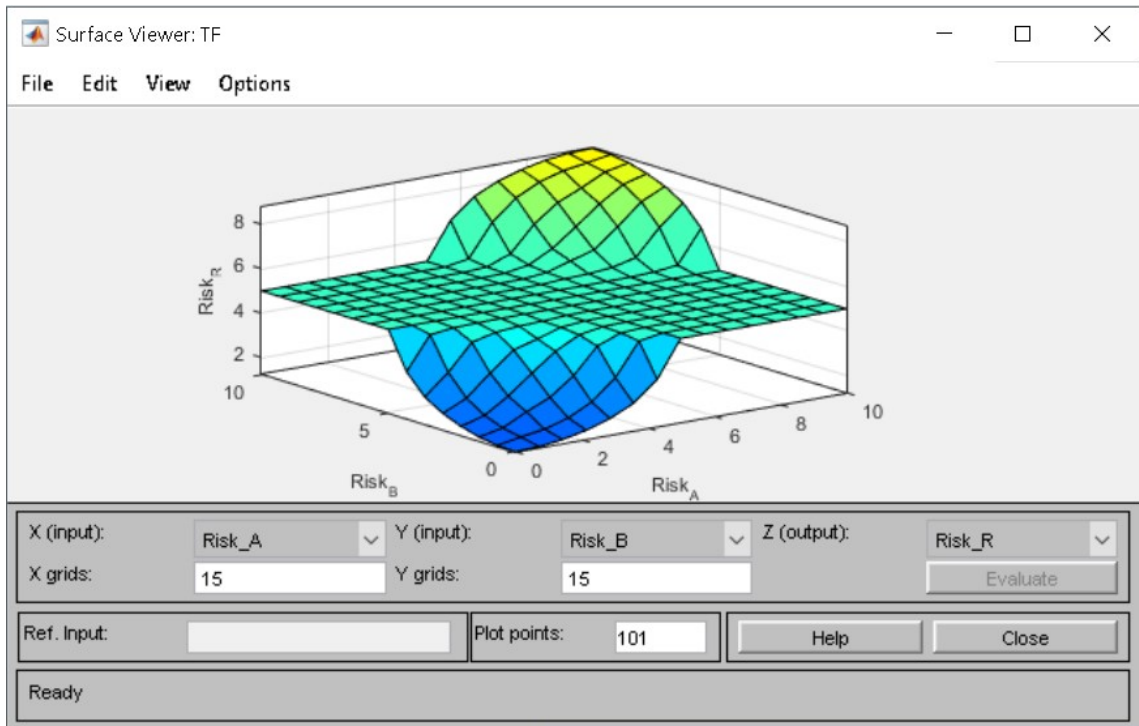 Surface Viewer: TF
File Edit View Options
8
6
4
2
Risk_R
10
5
0
Risk_B
0
2
4
6
8
10
Risk_A
X (input): Risk_A Y (input): Risk_B Z (output): Risk_R
X grids: 15 Y grids: 15 Evaluate
Ref. Input: Plot points: 101 Help Close
Ready